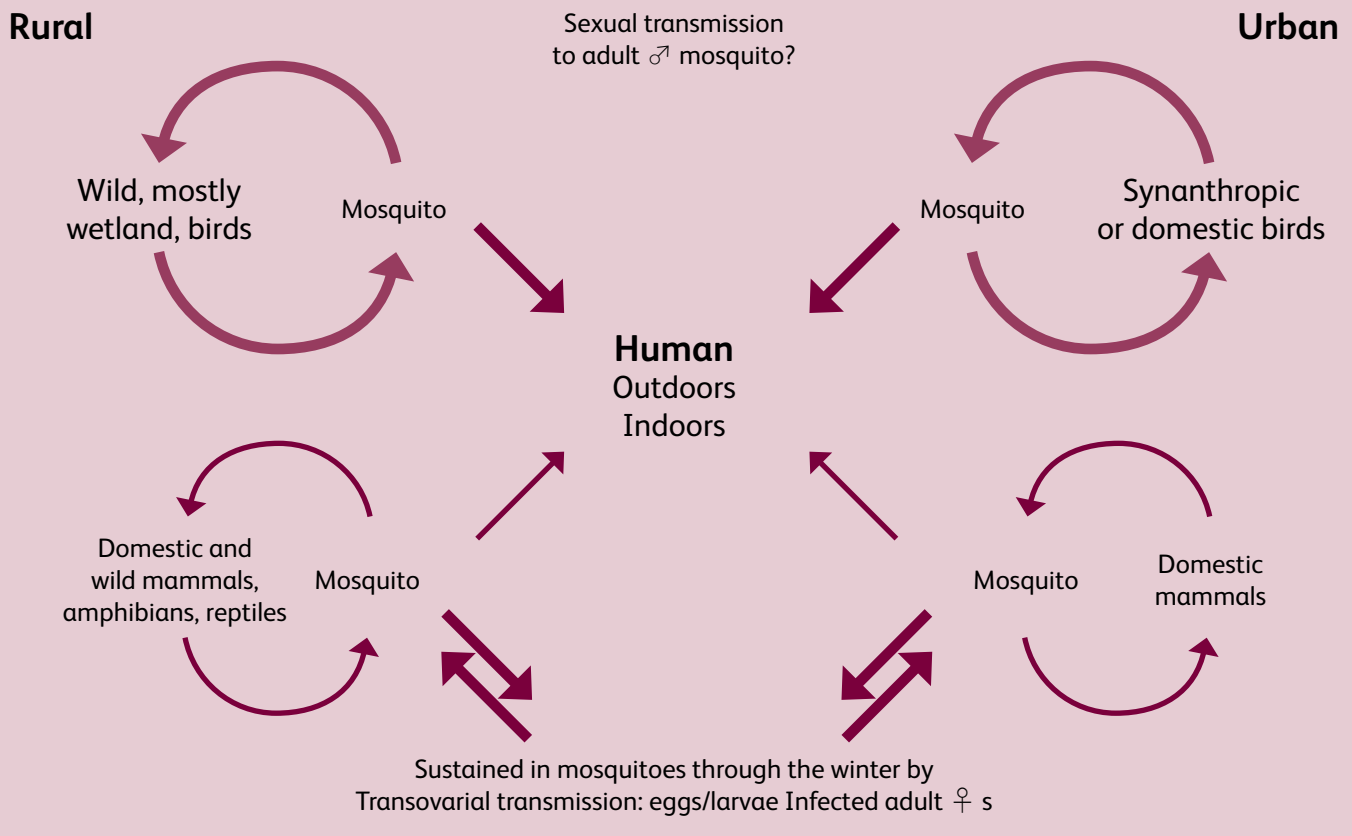 Rural
Sexual transmission
to adult ♂ mosquito?
Urban
Wild, mostly
wetland, birds
Mosquito
Mosquito
Synanthropic
or domestic birds
Human
Outdoors
Indoors
Domestic and
wild mammals,
amphibians, reptiles
Mosquito
Mosquito
Domestic
mammals
Sustained in mosquitoes through the winter by
Transovarial transmission: eggs/larvae Infected adult ♀ s